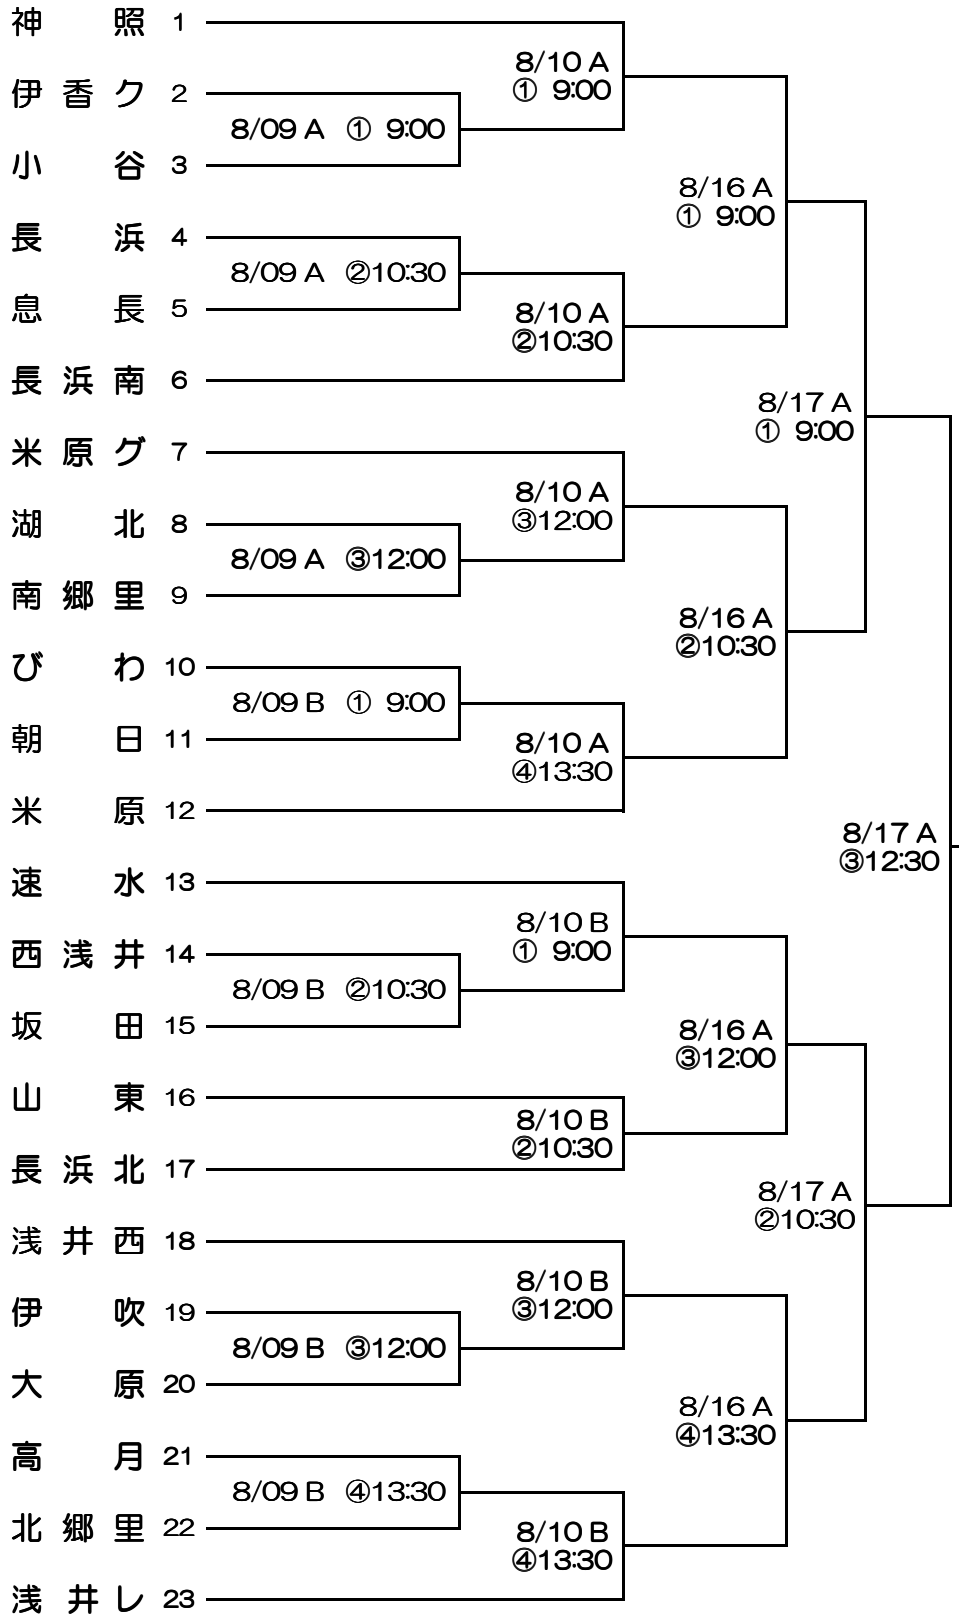 神照 1
8/10 A
① 9:00
伊香ク 2
8/09 A ① 9:00
小谷 3
8/16 A
① 9:00
長浜 4
8/09 A ②10:30
息長 5
8/10 A
②10:30
長浜南 6
8/17 A
① 9:00
米原グ 7
8/10 A
③12:00
湖北 8
8/09 A ③12:00
南郷里 9
8/16 A
②10:30
びわ 10
8/09 B ① 9:00
朝日 11
8/10 A
④13:30
米原 12
8/17 A
③12:30
速水 13
8/10 B
① 9:00
西浅井 14
8/09 B ②10:30
坂田 15
8/16 A
③12:00
山東 16
8/10 B
②10:30
長浜北 17
8/17 A
②10:30
浅井西 18
8/10 B
③12:00
伊吹 19
8/09 B ③12:00
大原 20
8/16 A
④13:30
高月 21
8/09 B ④13:30
北郷里 22
8/10 B
④13:30
浅井レ 23